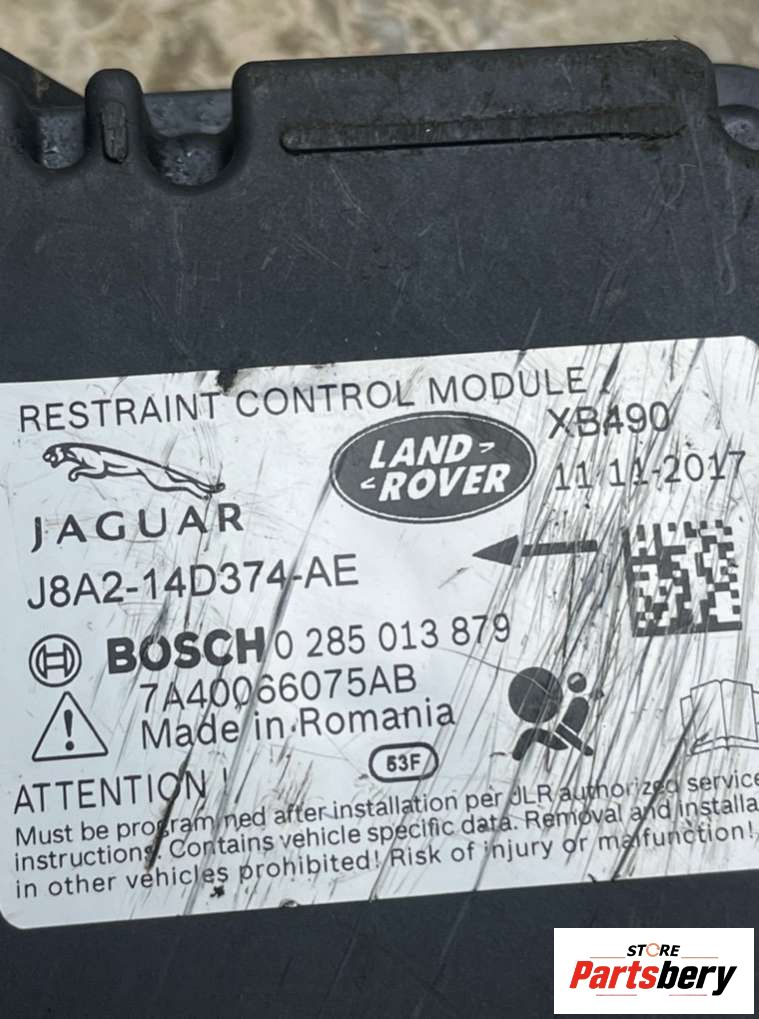 RESTRAINT CONTROL MODULE
XBA90
JAGUAR
LAND
ROVER
11-11-2017
J8A2-14D374-AE
BOSCH 0 285 013 879
7A40066075AB
Made in Romania
53F
ATTENTION !
Must be programmed after installation per JLR authorized service
instructions. Contains vehicle specific data. Removal and installa
in other vehicles prohibited! Risk of injury or malfunction!
STORE
Partsbery